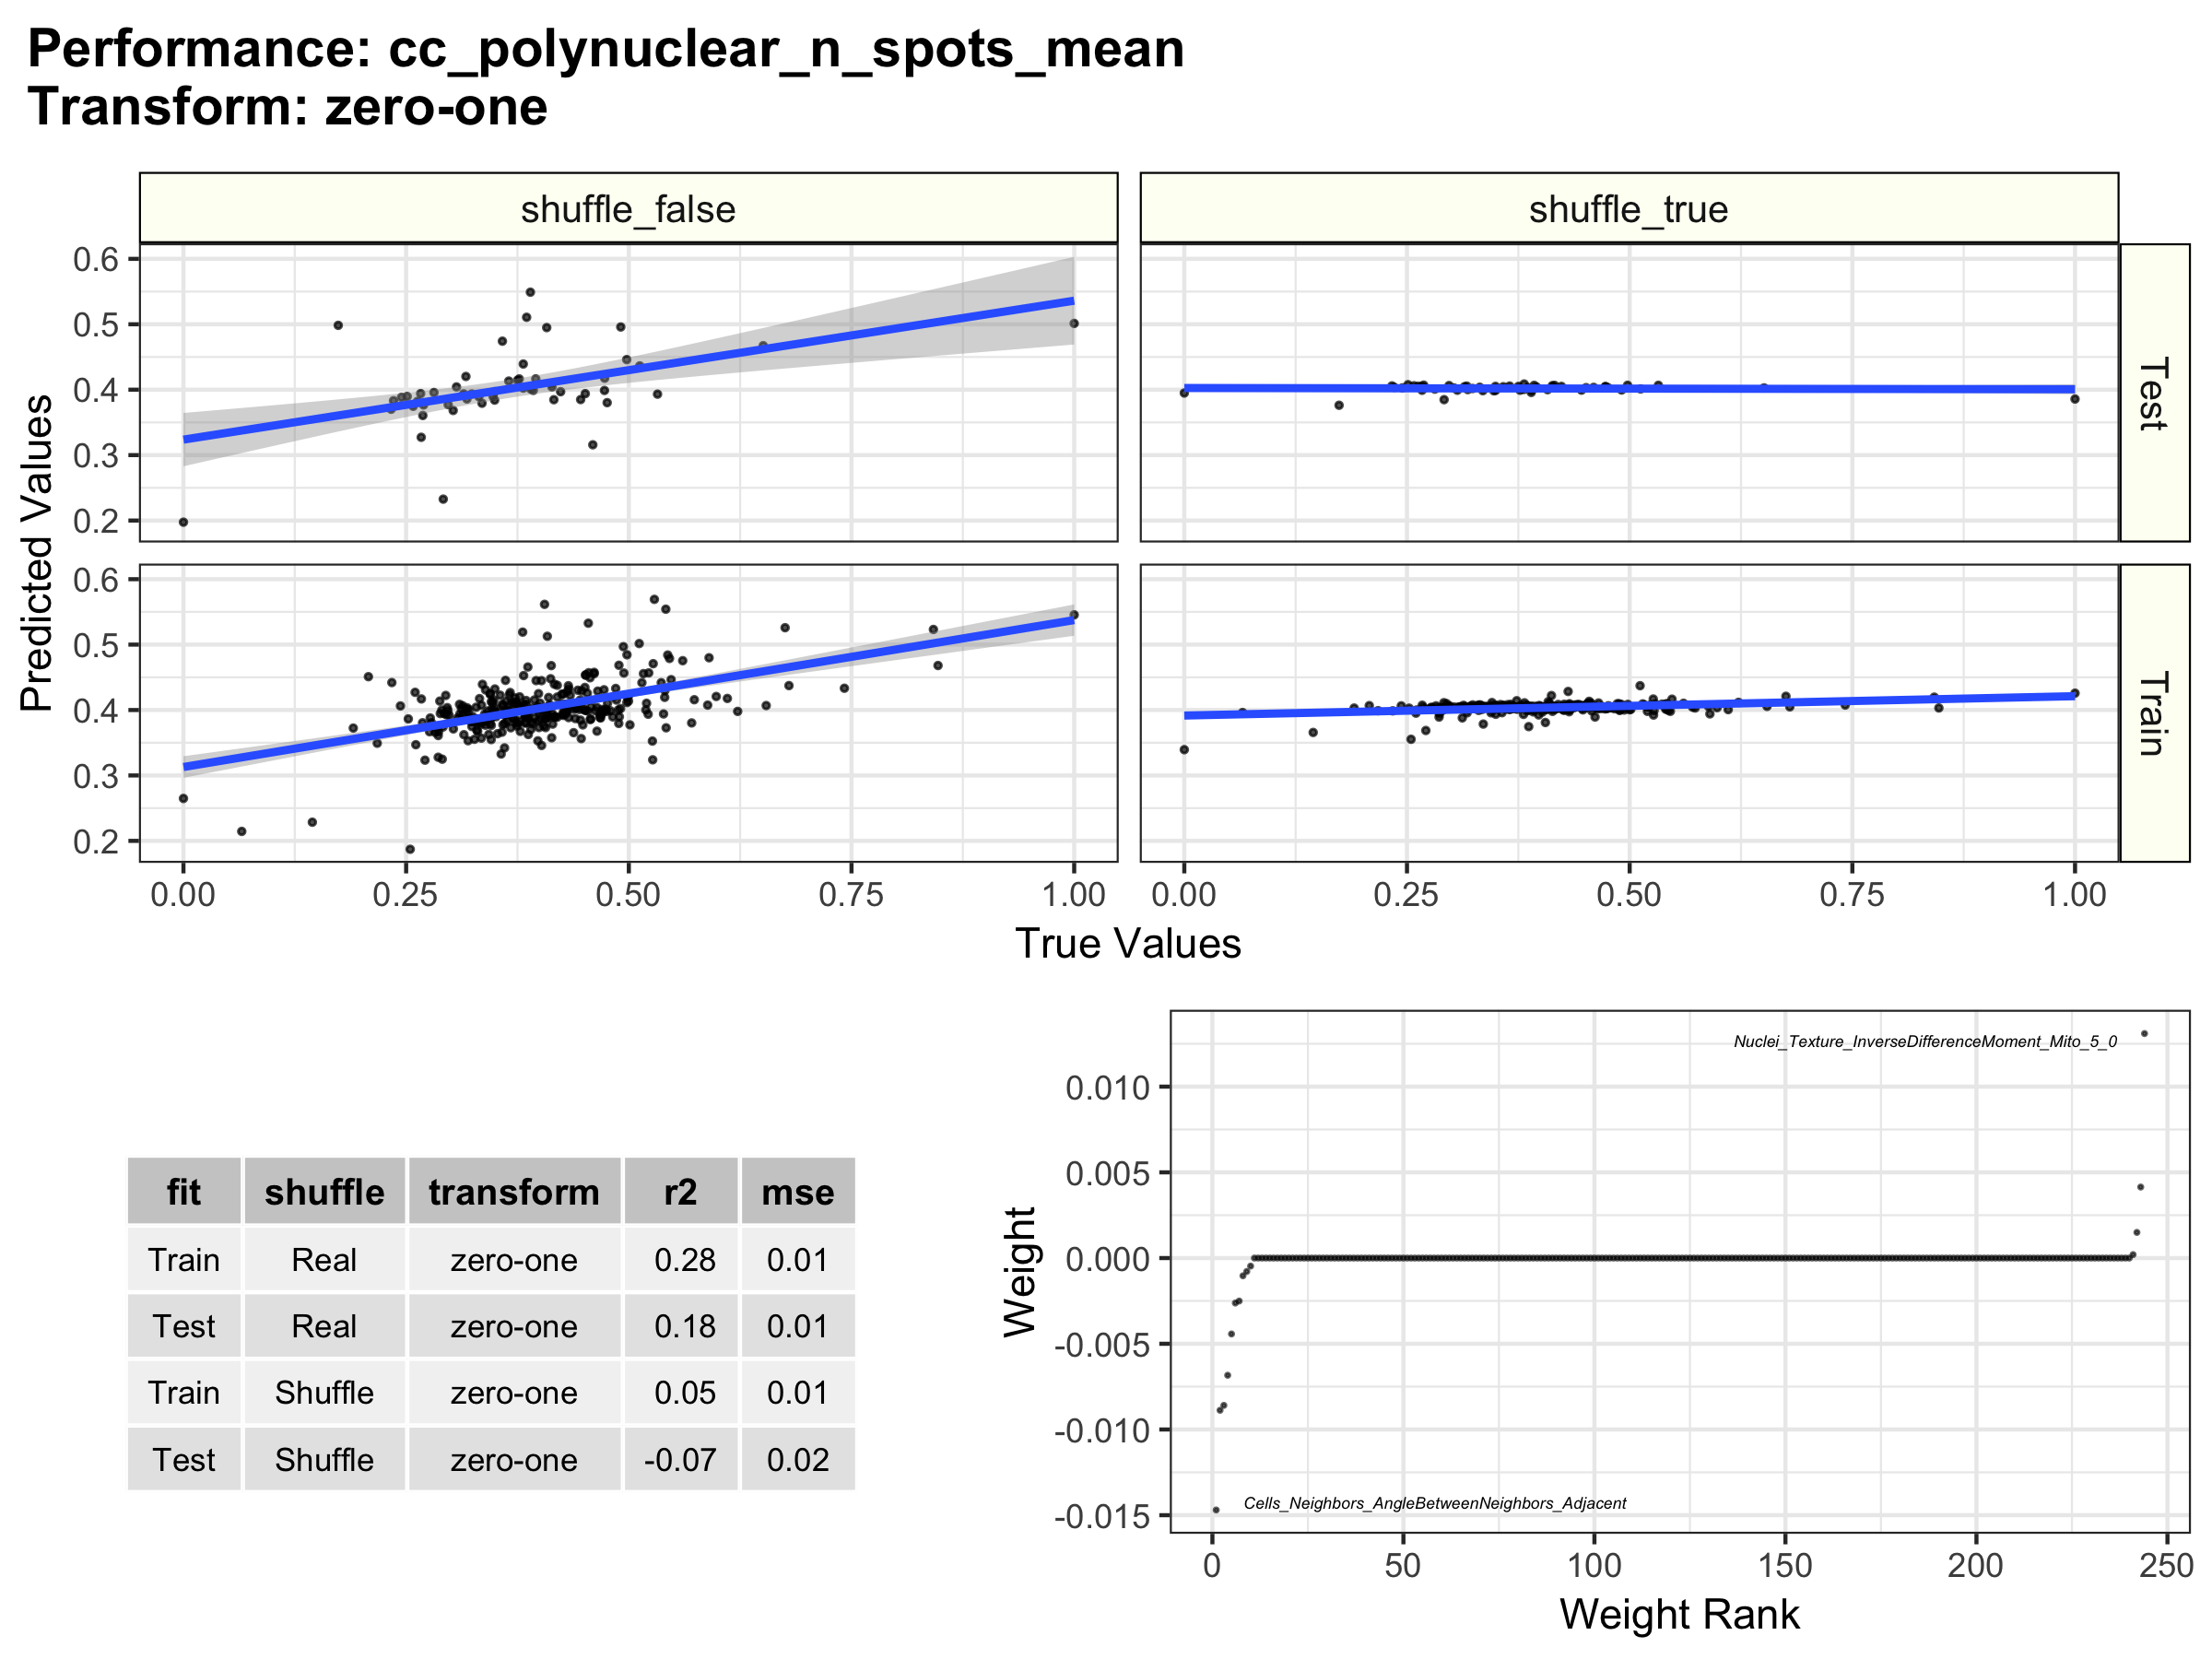 Performance: cc_polynuclear_n_spots_mean
Transform: zero-one
shuffle_false
shuffle_true
0.6
0.5
0.4
0.3
0.2
Test
0.6
0.5
0.4
0.3
0.2
Train
Predicted Values
0.00
0.25
0.50
0.75
1.00
0.00
0.25
0.50
0.75
1.00
True Values
fit shuffle transform r2 mse
Train Real zero-one 0.28 0.01
Test Real zero-one 0.18 0.01
Train Shuffle zero-one 0.05 0.01
Test Shuffle zero-one -0.07 0.02
Weight
0.010
0.005
0.000
-0.005
-0.010
-0.015
Nuclei_Texture_InverseDifferenceMoment_Mito_5_0
Cells_Neighbors_AngleBetweenNeighbors_Adjacent
0
50
100
150
200
250
Weight Rank